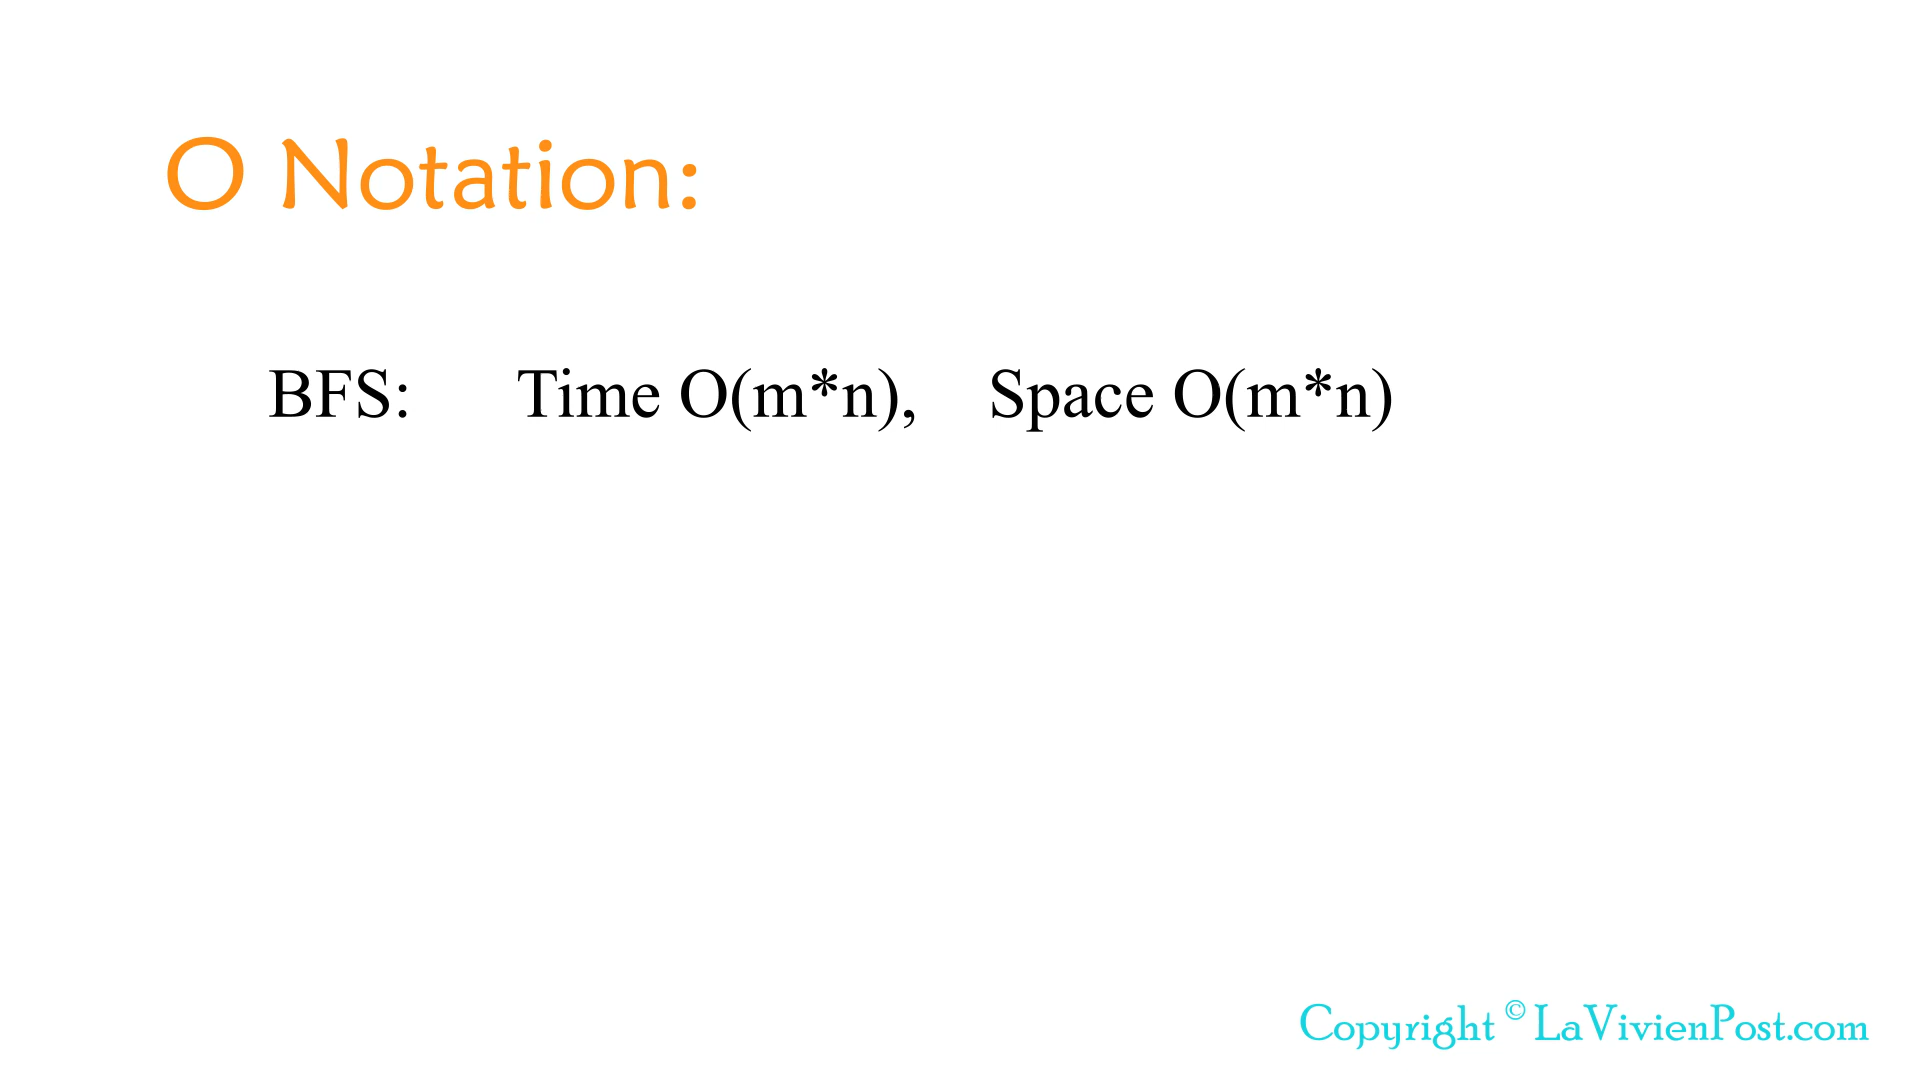 O Notation:
BFS: Time O(m*n), Space O(m*n)
Copyright © LaVivienPost.com